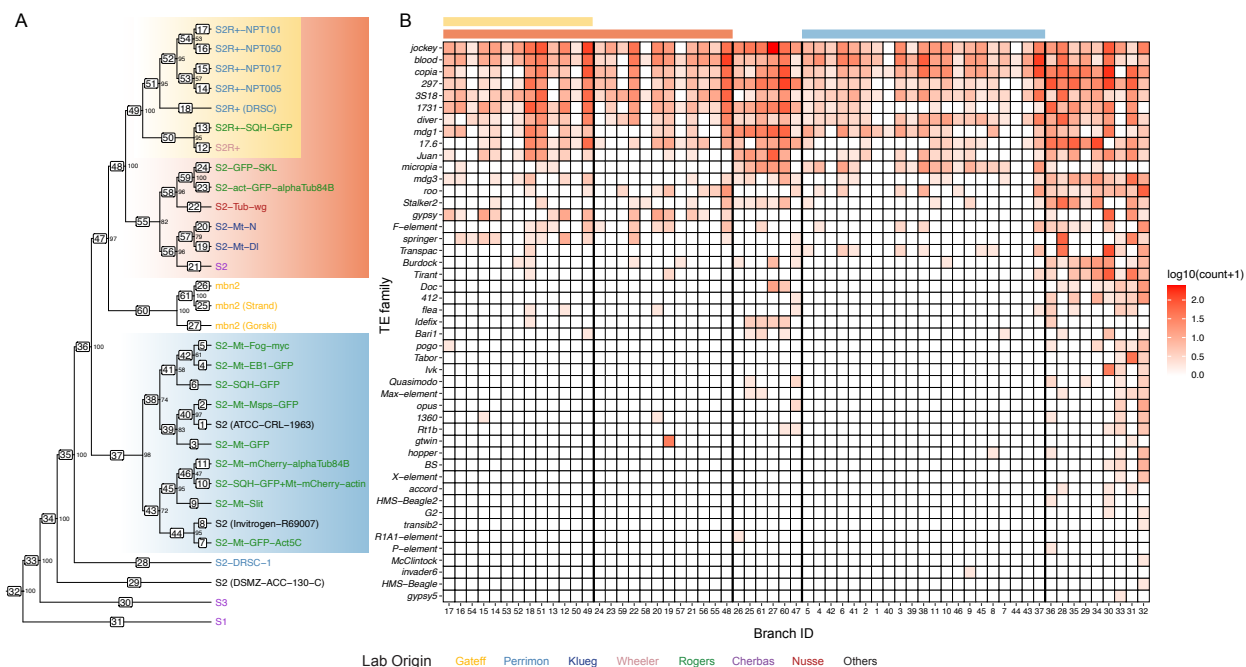 A
B
17 S2R+-NPT101
54 53
16 S2R+-NPT050
52 95
15 S2R+-NPT017
53 57
14 S2R+-NPT005
51 95
18 S2R+ (DRSC)
49 100
13 S2R+-SQH-GFP
50 95
12 S2R+
48 100
24 S2-GFP-SKL
59 100
23 S2-act-GFP-alphaTub84B
58 96
22 S2-Tub-wg
55 82
20 S2-Mt-N
57 79
19 S2-Mt-Dl
56 96
21 S2
47 97
26 mbn2
61 100
25 mbn2 (Strand)
60 100
27 mbn2 (Gorski)
36 100
5 S2-Mt-Fog-myc
42 61
4 S2-Mt-EB1-GFP
41 58
6 S2-SQH-GFP
38 74
2 S2-Mt-Msps-GFP
40 97
1 S2 (ATCC-CRL-1963)
39 83
3 S2-Mt-GFP
37 98
35 100
11 S2-Mt-mCherry-alphaTub84B
46 47
10 S2-SQH-GFP+Mt-mCherry-actin
45 95
9 S2-Mt-Slit
43 72
8 S2 (Invitrogen-R69007)
44 95
7 S2-Mt-GFP-Act5C
34 100
28 S2-DRSC-1
33 100
29 S2 (DSMZ-ACC-130-C)
32 100
30 S3
31 S1
TE family
jockey
blood
copia
297
3S18
1731
diver
mdg1
17.6
Juan
micropia
mdg3
roo
Stalker2
gypsy
F-element
springer
Transpac
Burdock
Tirant
Doc
412
flea
Idefix
Bari1
pogo
Tabor
Ivk
Quasimodo
Max-element
opus
1360
Rt1b
gtwin
hopper
BS
X-element
accord
HMS-Beagle2
G2
transib2
R1A1-element
P-element
McClintock
invader6
HMS-Beagle
gypsy5
17 16 54 15 14 53 52 18 51 13 12 50 49 24 23 59 22 58 20 19 57 21 56 55 48 26 25 61 27 60 47 5 4 42 6 41 2 1 40 3 39 38 11 10 46 9 45 8 7 44 43 37 36 28 35 29 34 30 33 31 32
Branch ID
log10(count+1)
2.0
1.5
1.0
0.5
0.0
Lab Origin Gateff Perrimon Klueg Wheeler Rogers Cherbas Nusse Others